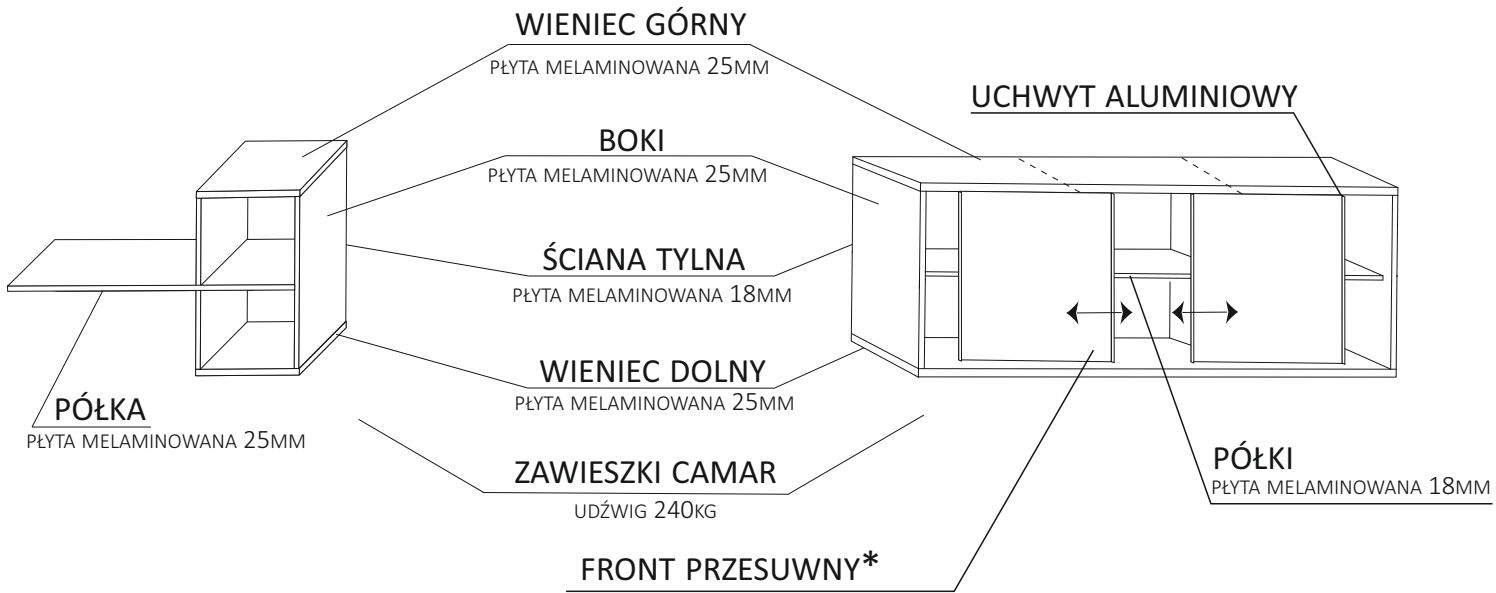 WIENIEC GÓRNY
PŁYTA MELAMINOWANA 25MM
UCHWYT ALUMINIOWY
BOKI
PŁYTA MELAMINOWANA 25MM
ŚCIANA TYLNA
PŁYTA MELAMINOWANA 18MM
WIENIEC DOLNY
PŁYTA MELAMINOWANA 25MM
PÓŁKA
PŁYTA MELAMINOWANA 25MM
ZAWIESZKI CAMAR
UDŹWIG 240KG
PÓŁKI
PŁYTA MELAMINOWANA 18MM
FRONT PRZESUWNY*